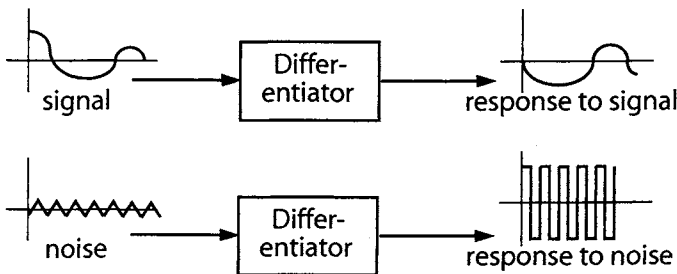 Differ-
entiator
signal
response to signal
Differ-
entiator
noise
response to noise